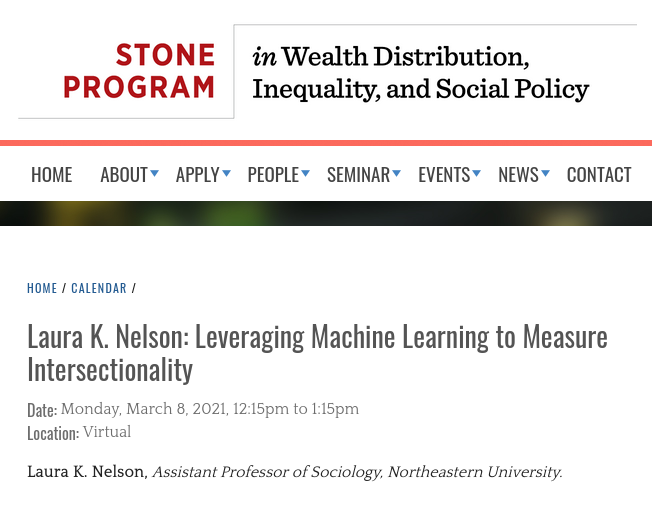 STONE PROGRAM
in Wealth Distribution, Inequality, and Social Policy
HOME ABOUT APPLY PEOPLE SEMINAR EVENTS NEWS CONTACT
HOME / CALENDAR /
Laura K. Nelson: Leveraging Machine Learning to Measure
Intersectionality
Date: Monday, March 8, 2021, 12:15pm to 1:15pm
Location: Virtual
Laura K. Nelson, Assistant Professor of Sociology, Northeastern University.